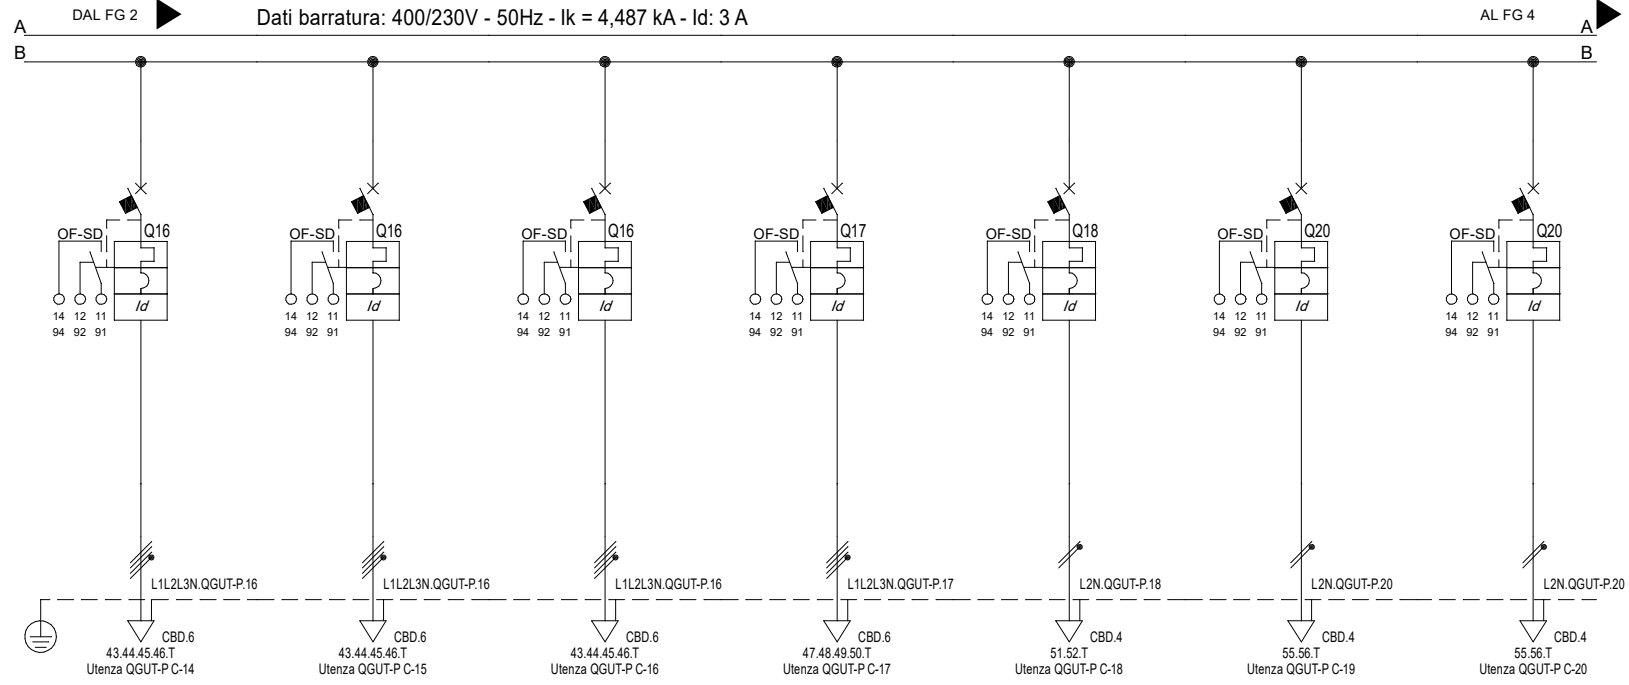 DAL FG 2 Dati barratura: 400/230V - 50Hz - Ik = 4,487 kA - Id: 3 A AL FG 4
A A
B B
OF-SD Q16 OF-SD Q16 OF-SD Q16 OF-SD Q17 OF-SD Q18 OF-SD Q20 OF-SD Q20
Id Id Id Id Id Id Id
14 12 11 14 12 11 14 12 11 14 12 11 14 12 11 14 12 11 14 12 11
94 92 91 94 92 91 94 92 91 94 92 91 94 92 91 94 92 91 94 92 91
L1L2L3N.QGUT-P.16 L1L2L3N.QGUT-P.16 L1L2L3N.QGUT-P.16 L1L2L3N.QGUT-P.17 L2N.QGUT-P.18 L2N.QGUT-P.20 L2N.QGUT-P.20
CBD.6 CBD.6 CBD.6 CBD.6 CBD.4 CBD.4 CBD.4
43.44.45.46.T 43.44.45.46.T 43.44.45.46.T 47.48.49.50.T 51.52.T 55.56.T 55.56.T
Utenza QGUT-P C-14 Utenza QGUT-P C-15 Utenza QGUT-P C-16 Utenza QGUT-P C-17 Utenza QGUT-P C-18 Utenza QGUT-P C-19 Utenza QGUT-P C-20